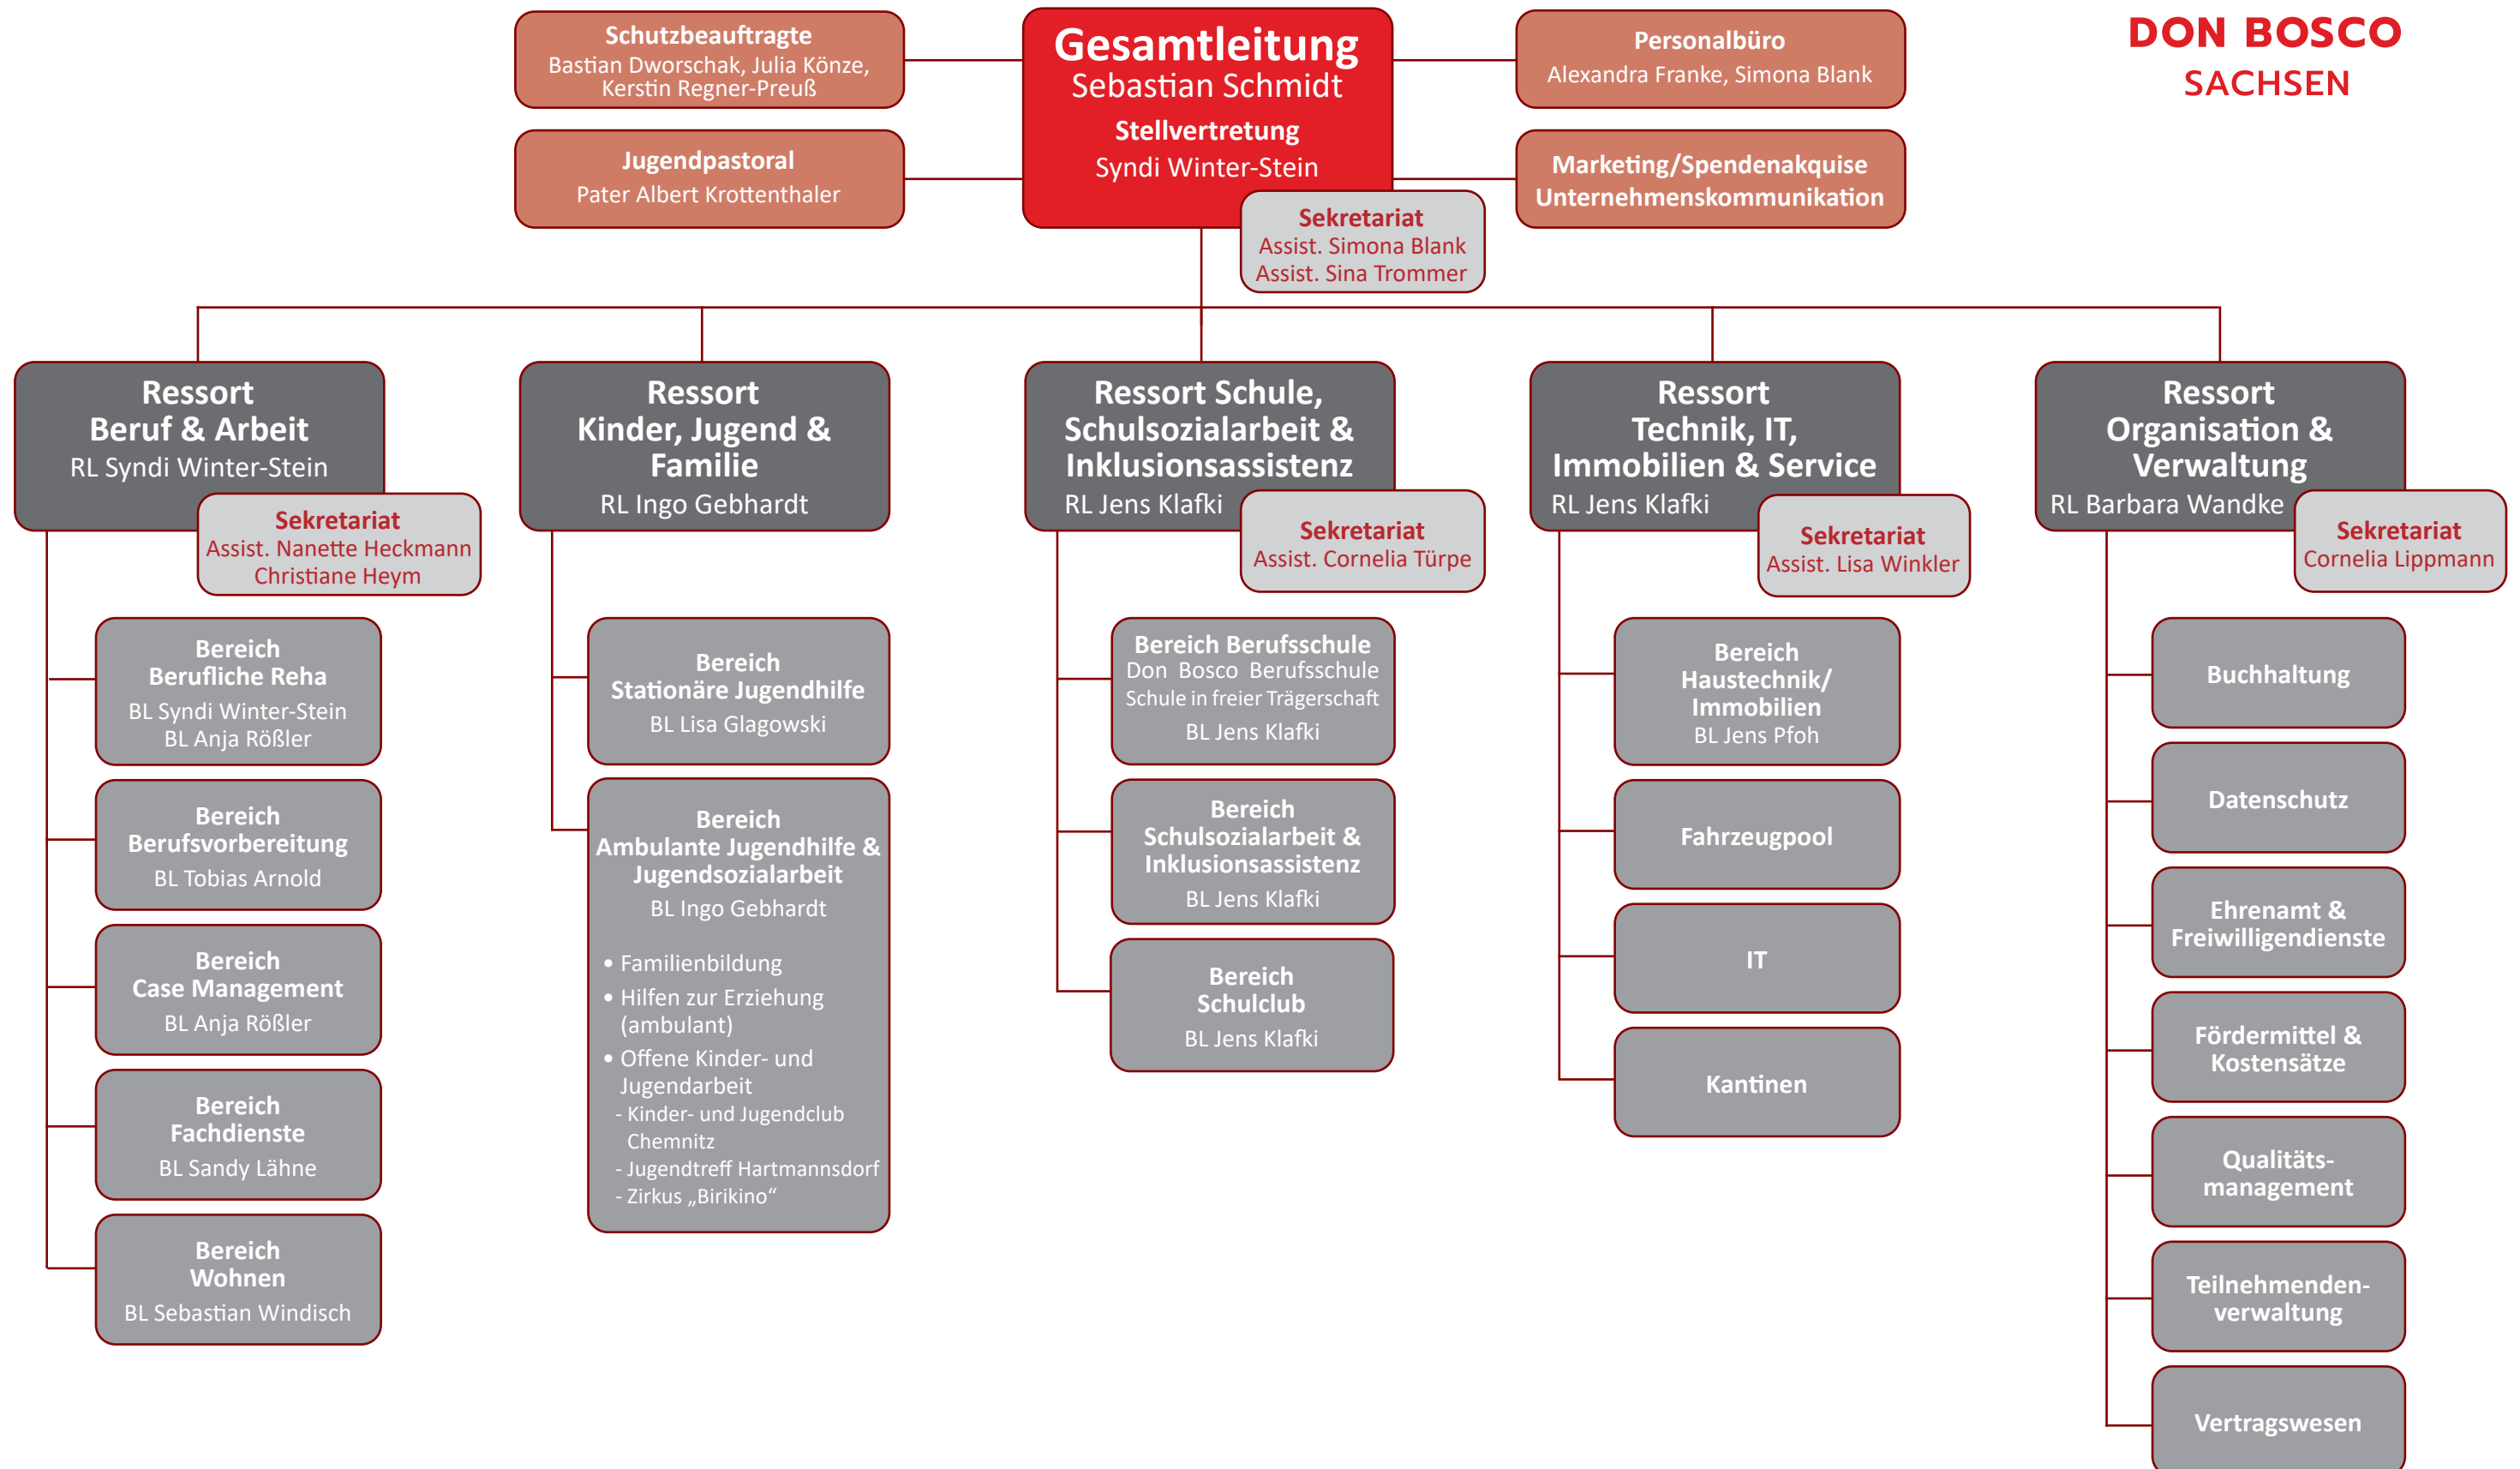 Schutzbeauftragte
Bastian Dworschak, Julia Könze,
Kerstin Regner-Preuß
Jugendpastoral
Pater Albert Krottenthaler
Gesamtleitung
Sebastian Schmidt
Stellvertretung
Syndi Winter-Stein
Sekretariat
Assist. Simona Blank
Assist. Sina Trommer
Personalbüro
Alexandra Franke, Simona Blank
Marketing/Spendenakquise
Unternehmenskommunikation
DON BOSCO
SACHSEN
Ressort
Beruf & Arbeit
RL Syndi Winter-Stein
Sekretariat
Assist. Nanette Heckmann
Christiane Heym
Bereich
Berufliche Reha
BL Syndi Winter-Stein
BL Anja Rößler
Bereich
Berufsvorbereitung
BL Tobias Arnold
Bereich
Case Management
BL Anja Rößler
Bereich
Fachdienste
BL Sandy Lähne
Bereich
Wohnen
BL Sebastian Windisch
Ressort
Kinder, Jugend &
Familie
RL Ingo Gebhardt
Bereich
Stationäre Jugendhilfe
BL Lisa Glagowski
Bereich
Ambulante Jugendhilfe &
Jugendsozialarbeit
BL Ingo Gebhardt
• Familienbildung
• Hilfen zur Erziehung
(ambulant)
• Offene Kinder- und
Jugendarbeit
- Kinder- und Jugendclub
Chemnitz
- Jugendtreff Hartmannsdorf
- Zirkus „Birikino“
Ressort Schule,
Schulsozialarbeit &
Inklusionsassistenz
RL Jens Klafki
Sekretariat
Assist. Cornelia Türpe
Bereich Berufsschule
Don Bosco Berufsschule
Schule in freier Trägerschaft
BL Jens Klafki
Bereich
Schulsozialarbeit &
Inklusionsassistenz
BL Jens Klafki
Bereich
Schulclub
BL Jens Klafki
Ressort
Technik, IT,
Immobilien & Service
RL Jens Klafki
Sekretariat
Assist. Lisa Winkler
Bereich
Haustechnik/
Immobilien
BL Jens Pfoh
Fahrzeugpool
IT
Kantinen
Ressort
Organisation &
Verwaltung
RL Barbara Wandke
Sekretariat
Cornelia Lippmann
Buchhaltung
Datenschutz
Ehrenamt &
Freiwilligendienste
Fördermittel &
Kostensätze
Qualitäts-
management
Teilnehmenden-
verwaltung
Vertragswesen